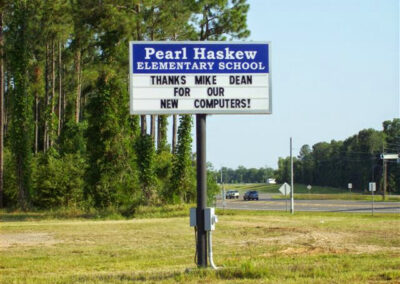 Pearl Haskew
ELEMENTARY SCHOOL
THANKS MIKE DEAN
FOR OUR
NEW COMPUTERS!